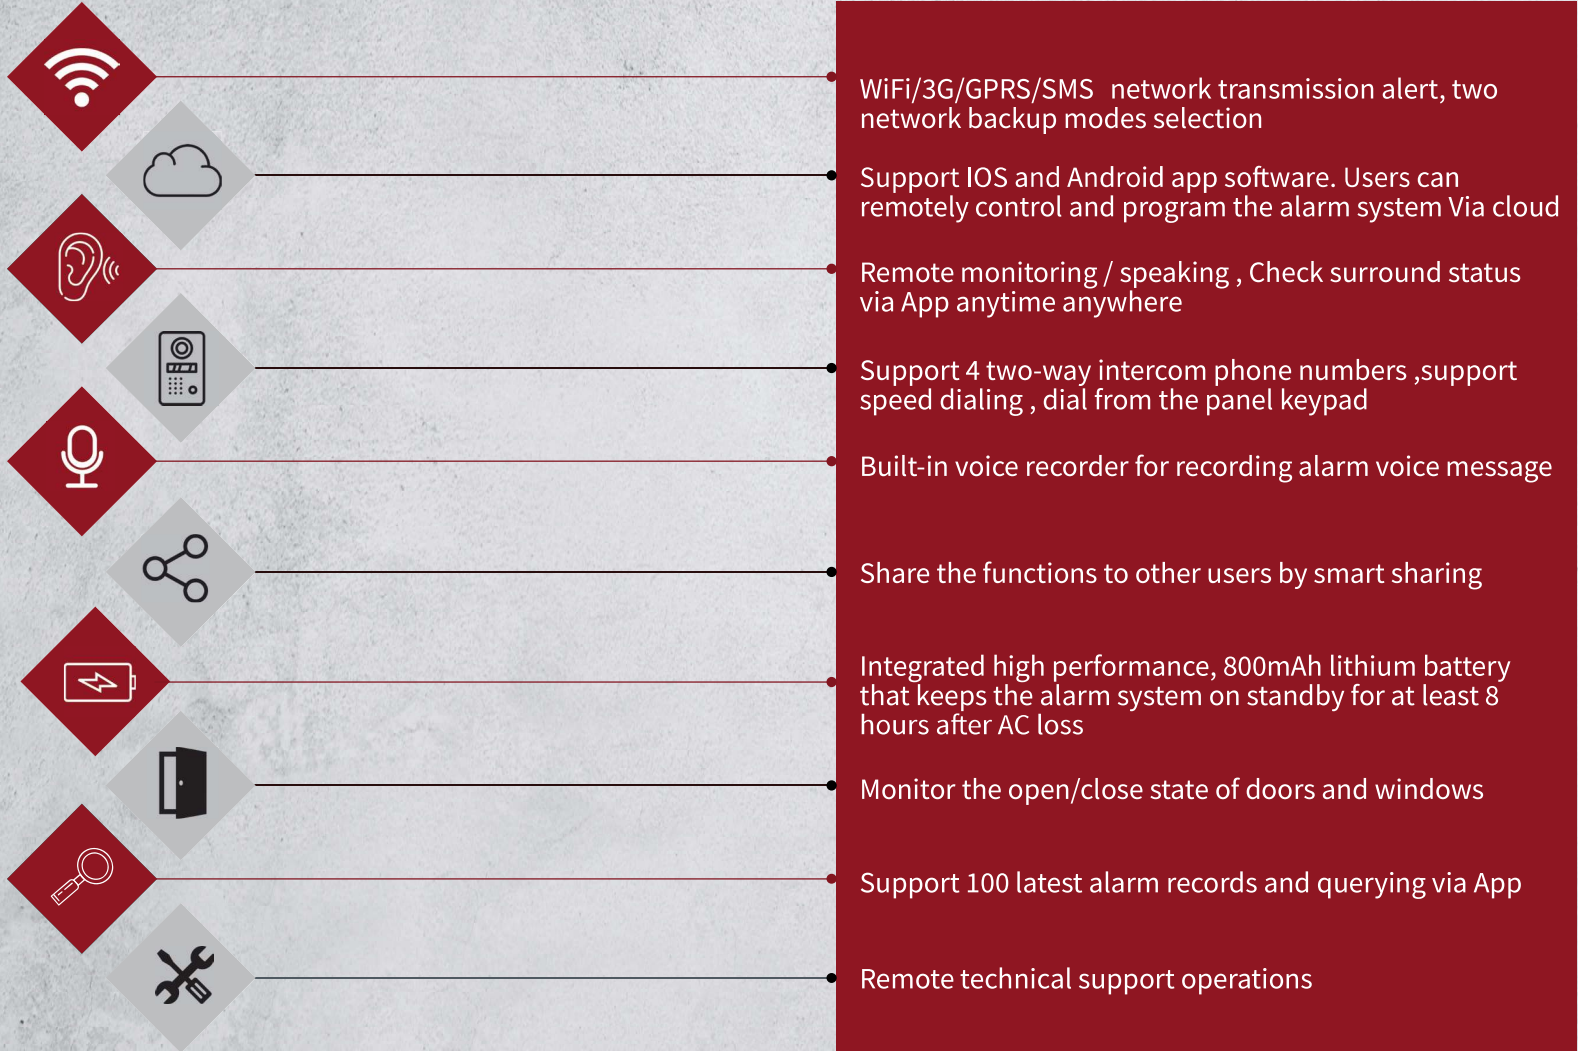 WiFi/3G/GPRS/SMS network transmission alert, two
network backup modes selection
Support IOS and Android app software. Users can
remotely control and program the alarm system Via cloud
Remote monitoring / speaking , Check surround status
via App anytime anywhere
Support 4 two-way intercom phone numbers ,support
speed dialing , dial from the panel keypad
Built-in voice recorder for recording alarm voice message
Share the functions to other users by smart sharing
Integrated high performance, 800mAh lithium battery
that keeps the alarm system on standby for at least 8
hours after AC loss
Monitor the open/close state of doors and windows
Support 100 latest alarm records and querying via App
Remote technical support operations